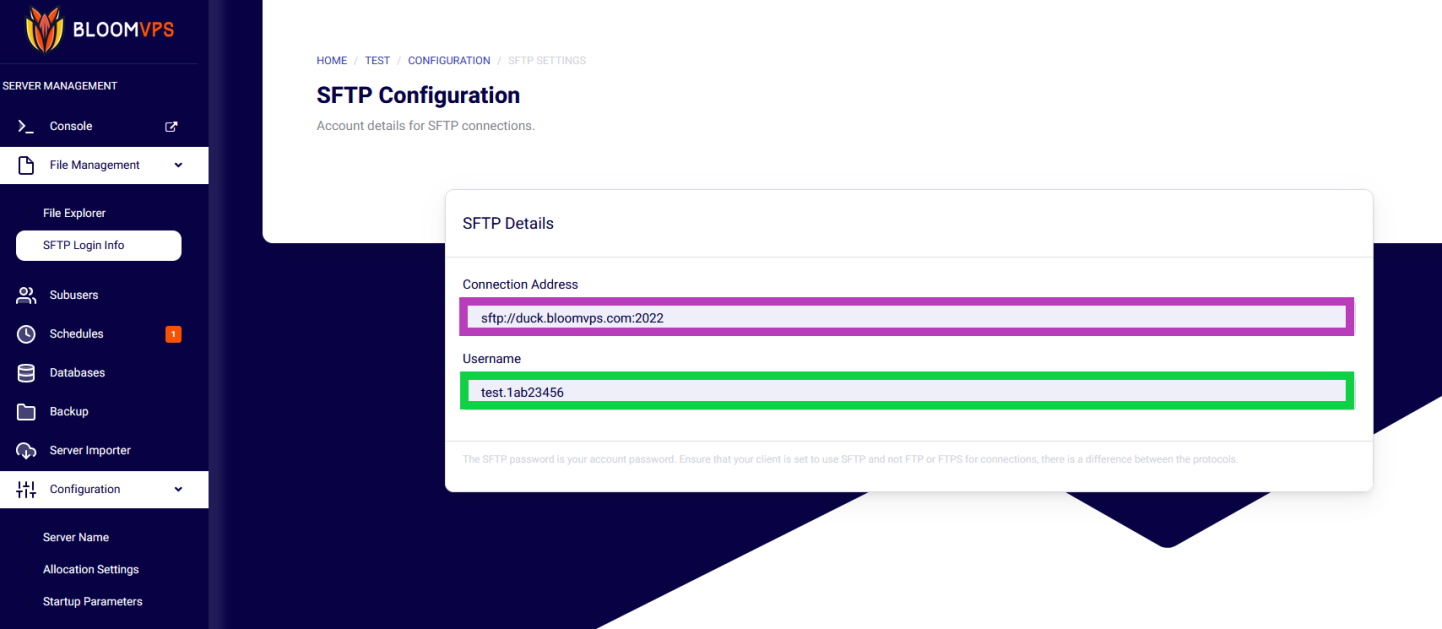 BLOOMVPS
SERVER MANAGEMENT
Console
File Management
File Explorer
SFTP Login Info
Subusers
Schedules 1
Databases
Backup
Server Importer
Configuration
Server Name
Allocation Settings
Startup Parameters
HOME / TEST / CONFIGURATION / SFTP SETTINGS
SFTP Configuration
Account details for SFTP connections.
SFTP Details
Connection Address
sftp://duck.bloomvps.com:2022
Username
test.1ab23456
The SFTP password is your account password. Ensure that your client is set to use SFTP and not FTP or FTPS for connections, there is a difference between the protocols.